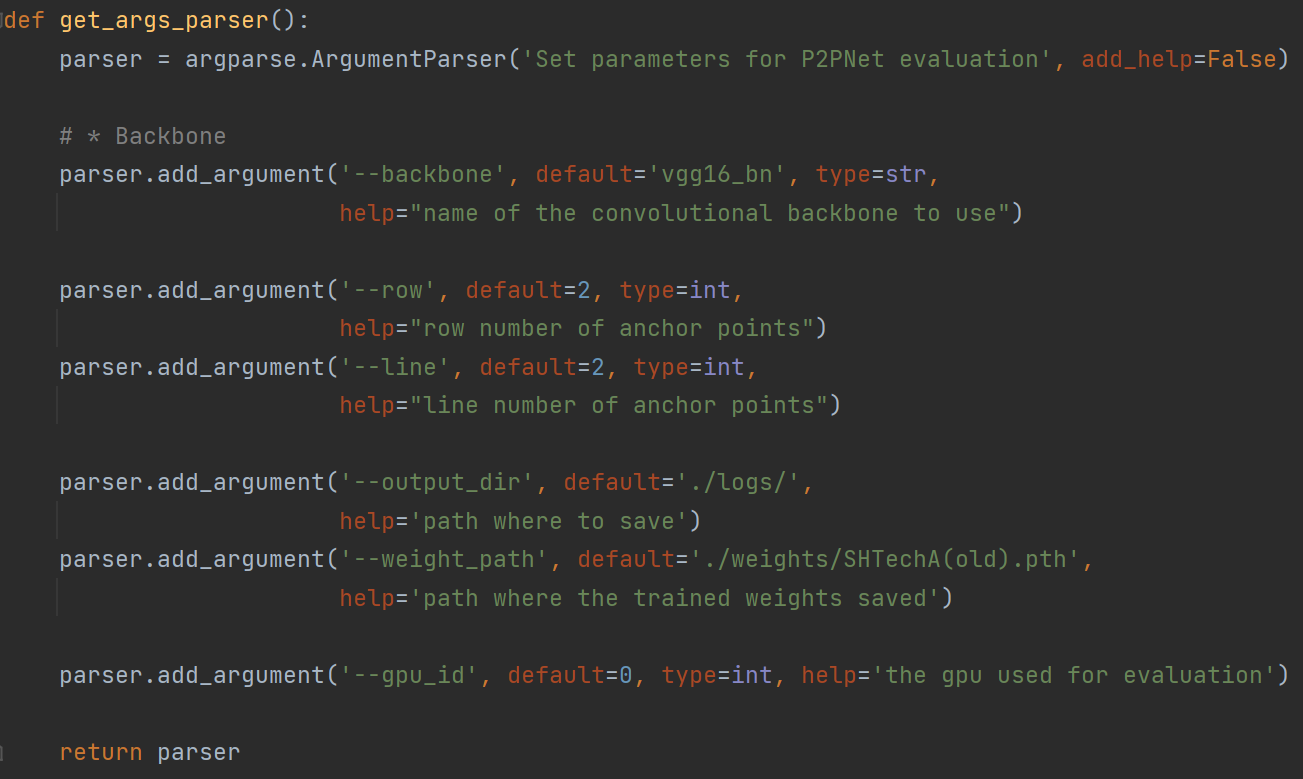 def get_args_parser():
    parser = argparse.ArgumentParser('Set parameters for P2PNet evaluation', add_help=False)
    # * Backbone
    parser.add_argument('--backbone', default='vgg16_bn', type=str,
                        help="name of the convolutional backbone to use")
    parser.add_argument('--row', default=2, type=int,
                        help="row number of anchor points")
    parser.add_argument('--line', default=2, type=int,
                        help="line number of anchor points")
    parser.add_argument('--output_dir', default='./logs/',
                        help='path where to save')
    parser.add_argument('--weight_path', default='./weights/SHTechA(old).pth',
                        help='path where the trained weights saved')
    parser.add_argument('--gpu_id', default=0, type=int, help='the gpu used for evaluation')
    return parser